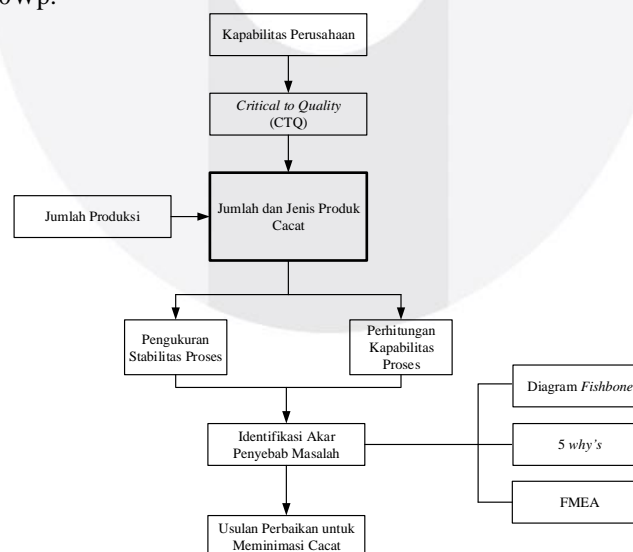 Kapabilitas Perusahaan
Critical to Quality
(CTQ)
Jumlah Produksi
Jumlah dan Jenis Produk
Cacat
Pengukuran
Stabilitas Proses
Perhitungan
Kapabilitas
Proses
Identifikasi Akar
Penyebab Masalah
Diagram Fishbone
5 why's
FMEA
Usulan Perbaikan untuk
Meminimasi Cacat